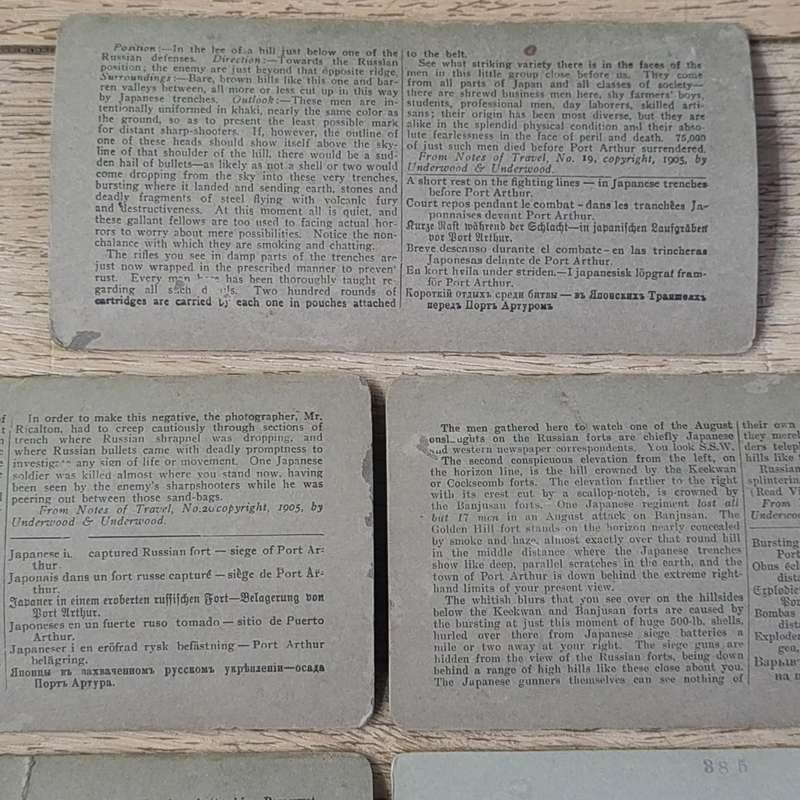 Position:—In the lee of a hill just below one of the
Russian defenses. Direction:—Towards the Russian
position; the enemy are just beyond that opposite ridge.
Surroundings:—Bare, brown hills like this one and bar-
ren valleys between, all more or less cut up in this way
by Japanese trenches. Outlook:—These men are in-
tentionally uniformed in khaki, nearly the same color as
the ground, so as to present the least possible mark
for distant sharp-shooters. If, however, the outline of
one of these heads should show itself above the sky-
line of that shoulder of the hill, there would be a sud-
den hail of bullets—as likely as not a shell or two would
come dropping from the sky into these very trenches,
bursting where it landed and sending earth, stones and
deadly fragments of steel flying with volcanic fury
and destructiveness. At this moment all is quiet, and
these gallant fellows are too used to facing actual hor-
rors to worry about mere possibilities. Notice the non-
chalance with which they are smoking and chatting.
The rifles you see in damp parts of the trenches are
just now wrapped in the prescribed manner to prevent
rust. Every man here has been thoroughly taught re-
garding all such d ils. Two hundred rounds of
cartridges are carried by each one in pouches attached
to the belt.
See what striking variety there is in the faces of the
men in this little group close before us. They come
from all parts of Japan and all classes of society—
there are shrewd business men here, shy farmers' boys,
students, professional men, day laborers, skilled arti-
sans; their origin has been most diverse, but they are
alike in the splendid physical condition and their abso-
lute fearlessness in the face of peril and death. 75,000
of just such men died before Port Arthur surrendered.
From Notes of Travel, No. 19, copyright, 1905, by
Underwood & Underwood.
A short rest on the fighting lines — in Japanese trenches
before Port Arthur.
Court repos pendant le combat – dans les tranchées Ja-
ponnaises devant Port Arthur.
Kurze Rast während der Schlacht—in japanischen Laufgräben
vor Port Arthur.
Breve descanso durante el combate—en las trincheras
Japonesas delante de Port Arthur.
En kort hvila under striden.—I japanesisk löpgraf fram-
för Port Arthur.
Короткій отдыхъ среди битвы — въ Японскихъ Траншеяхъ
передъ Портъ Артуромъ
In order to make this negative, the photographer, Mr.
Ricalton, had to creep cautiously through sections of
trench where Russian shrapnel was dropping, and
where Russian bullets came with deadly promptness to
investig any sign of life or movement. One Japanese
soldier was killed almost where you stand now, having
been seen by the enemy's sharpshooters while he was
peering out between those sand-bags.
From Notes of Travel, No. 20 copyright, 1905, by
Underwood & Underwood.
Japanese i captured Russian fort — siege of Port Ar-
thur.
Japonais dans un fort russe capturé — siège de Port Ar-
thur.
Japaner in einem eroberten russischen Fort—Belagerung von
Port Arthur.
Japoneses en un fuerte ruso tomado — sitio de Puerto
Arthur.
Japaneser i en eröfrad rysk befästning — Port Arthur
belägring.
Японцы въ захваченномъ русскомъ укрѣпленіи—осада
Портъ Артура.
The men gathered here to watch one of the August
onslaughts on the Russian forts are chiefly Japanese
and western newspaper correspondents. You look S.S.W.
The second conspicuous elevation from the left, on
the horizon line, is the hill crowned by the Keekwan
or Cockscomb forts. The elevation farther to the right
with its crest cut by a scallop-notch, is crowned by
the Banjusan forts. One Japanese regiment lost all
but 17 men in an August attack on Banjusan. The
Golden Hill fort stands on the horizon nearly concealed
by smoke and haze, almost exactly over that round hill
in the middle distance where the Japanese trenches
show like deep, parallel scratches in the earth, and the
town of Port Arthur is down behind the extreme right-
hand limits of your present view.
The whitish blurs that you see over on the hillsides
below the Keekwan and Banjusan forts are caused by
the bursting at just this moment of huge 500-lb. shells,
hurled over there from Japanese siege batteries a
mile or two away at your right. The siege guns are
hidden from the view of the Russian forts, being down
behind a range of high hills like these close about you.
The Japanese gunners themselves can see nothing of
their own
they merel
ders telep
hills like t
Russian
splinterin
(Read Vi
From
Underwoo
Bursting
Port
Obus écl
dista
Explodie
Por
Bombas
dista
Exploder
gea,
Взрыв
на п
385